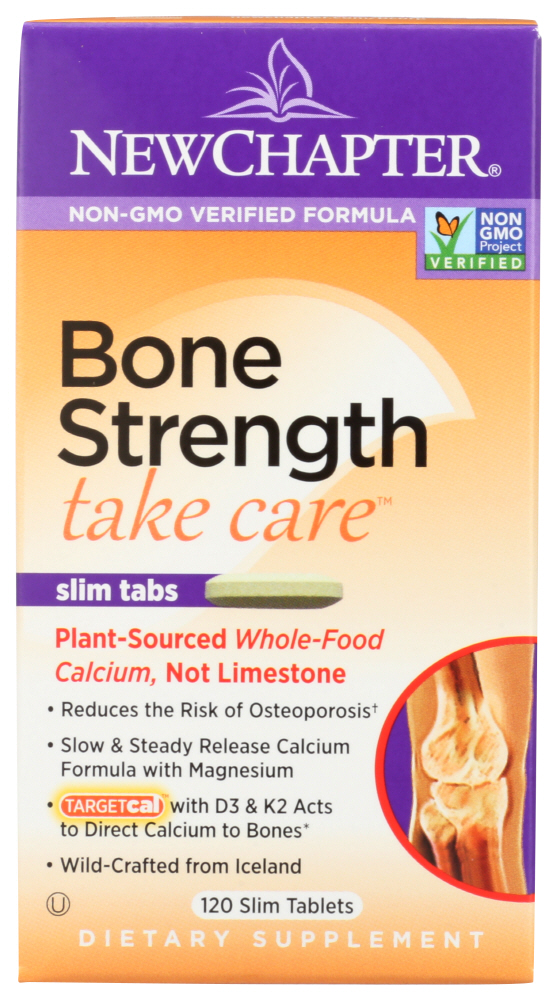 NEWCHAPTER®
NON-GMO VERIFIED FORMULA
NON
GMO
Project
VERIFIED
Bone
Strength
take care™
slim tabs
Plant-Sourced Whole-Food
Calcium, Not Limestone
• Reduces the Risk of Osteoporosis†
• Slow & Steady Release Calcium
Formula with Magnesium
• TARGETcal™ with D3 & K2 Acts
to Direct Calcium to Bones*
• Wild-Crafted from Iceland
U
120 Slim Tablets
DIETARY SUPPLEMENT